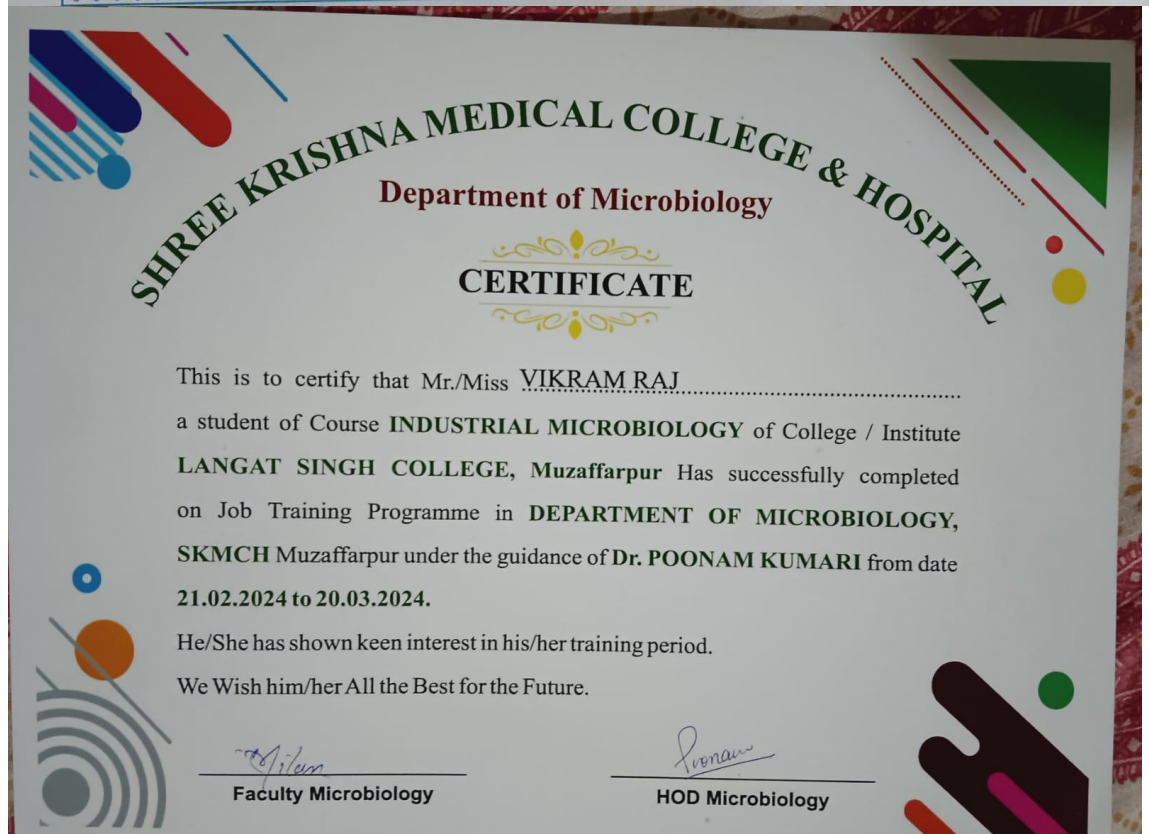 SHREE KRISHNA MEDICAL COLLEGE & HOSPITAL
Department of Microbiology
CERTIFICATE
This is to certify that Mr./Miss VIKRAM RAJ
a student of Course INDUSTRIAL MICROBIOLOGY of College / Institute
LANGAT SINGH COLLEGE, Muzaffarpur Has successfully completed
on Job Training Programme in DEPARTMENT OF MICROBIOLOGY,
SKMCH Muzaffarpur under the guidance of Dr. POONAM KUMARI from date
21.02.2024 to 20.03.2024.
He/She has shown keen interest in his/her training period.
We Wish him/her All the Best for the Future.
Poonam
Faculty Microbiology
HOD Microbiology